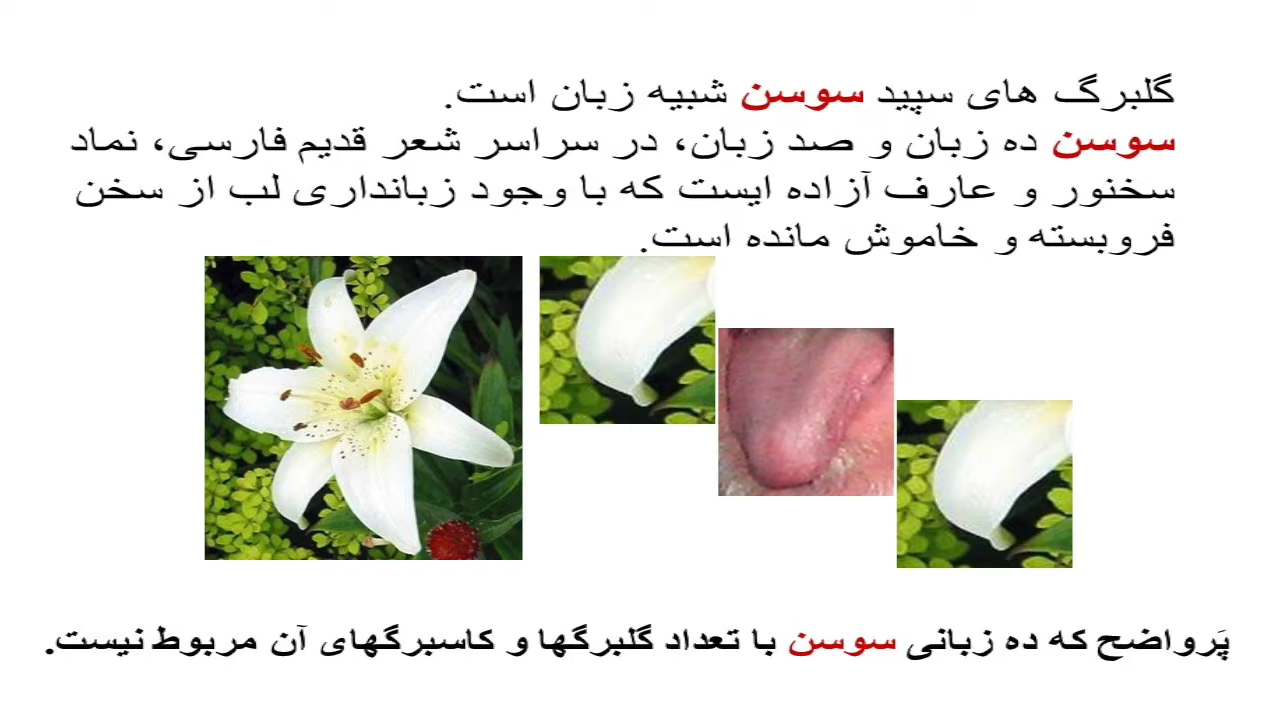 گلبرگ های سپید سوسن شبیه زبان است.
سوسن ده زبان و صد زبان، در سراسر شعر قدیم فارسی، نماد
سخنور و عارف آزاده ایست که با وجود زبانداری لب از سخن
فروبسته و خاموش مانده است.
پَرواضح که ده زبانی سوسن با تعداد گلبرگها و کاسبرگهای آن مربوط نیست.